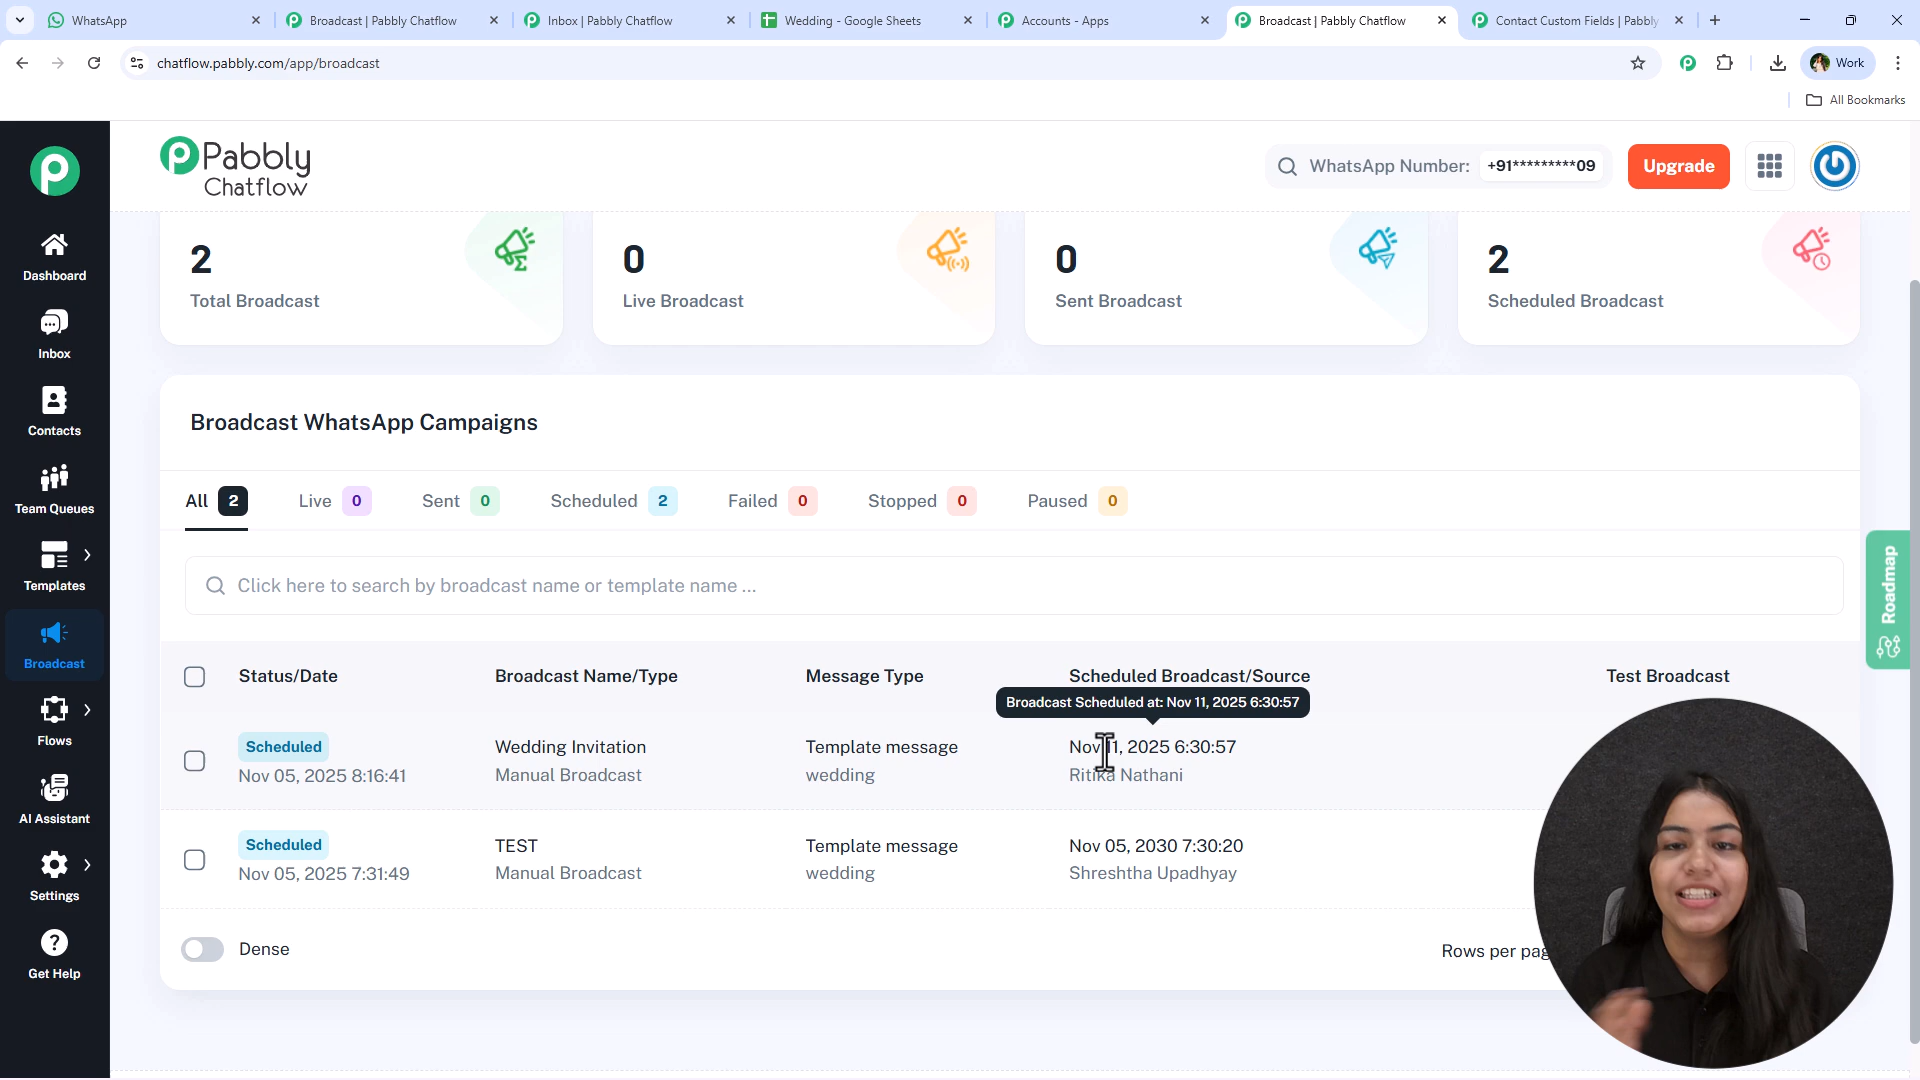 WhatsApp
Broadcast | Pabbly Chatflow
Inbox | Pabbly Chatflow
Wedding - Google Sheets
Accounts - Apps
Broadcast | Pabbly Chatflow
Contact Custom Fields | Pabbly
chatflow.pabbly.com/app/broadcast
Work
All Bookmarks
Pabbly
Chatflow
WhatsApp Number: +91*********09
Upgrade
Dashboard
Inbox
Contacts
Team Queues
Templates
Broadcast
Flows
AI Assistant
Settings
Get Help
2
Total Broadcast
0
Live Broadcast
0
Sent Broadcast
2
Scheduled Broadcast
Broadcast WhatsApp Campaigns
All 2
Live 0
Sent 0
Scheduled 2
Failed 0
Stopped 0
Paused 0
Click here to search by broadcast name or template name ...
Status/Date
Broadcast Name/Type
Message Type
Scheduled Broadcast/Source
Test Broadcast
Broadcast Scheduled at: Nov 11, 2025 6:30:57
Scheduled
Nov 05, 2025 8:16:41
Wedding Invitation
Manual Broadcast
Template message
wedding
Nov 11, 2025 6:30:57
Ritika Nathani
Scheduled
Nov 05, 2025 7:31:49
TEST
Manual Broadcast
Template message
wedding
Nov 05, 2030 7:30:20
Shreshtha Upadhyay
Dense
Rows per pag
Roadmap